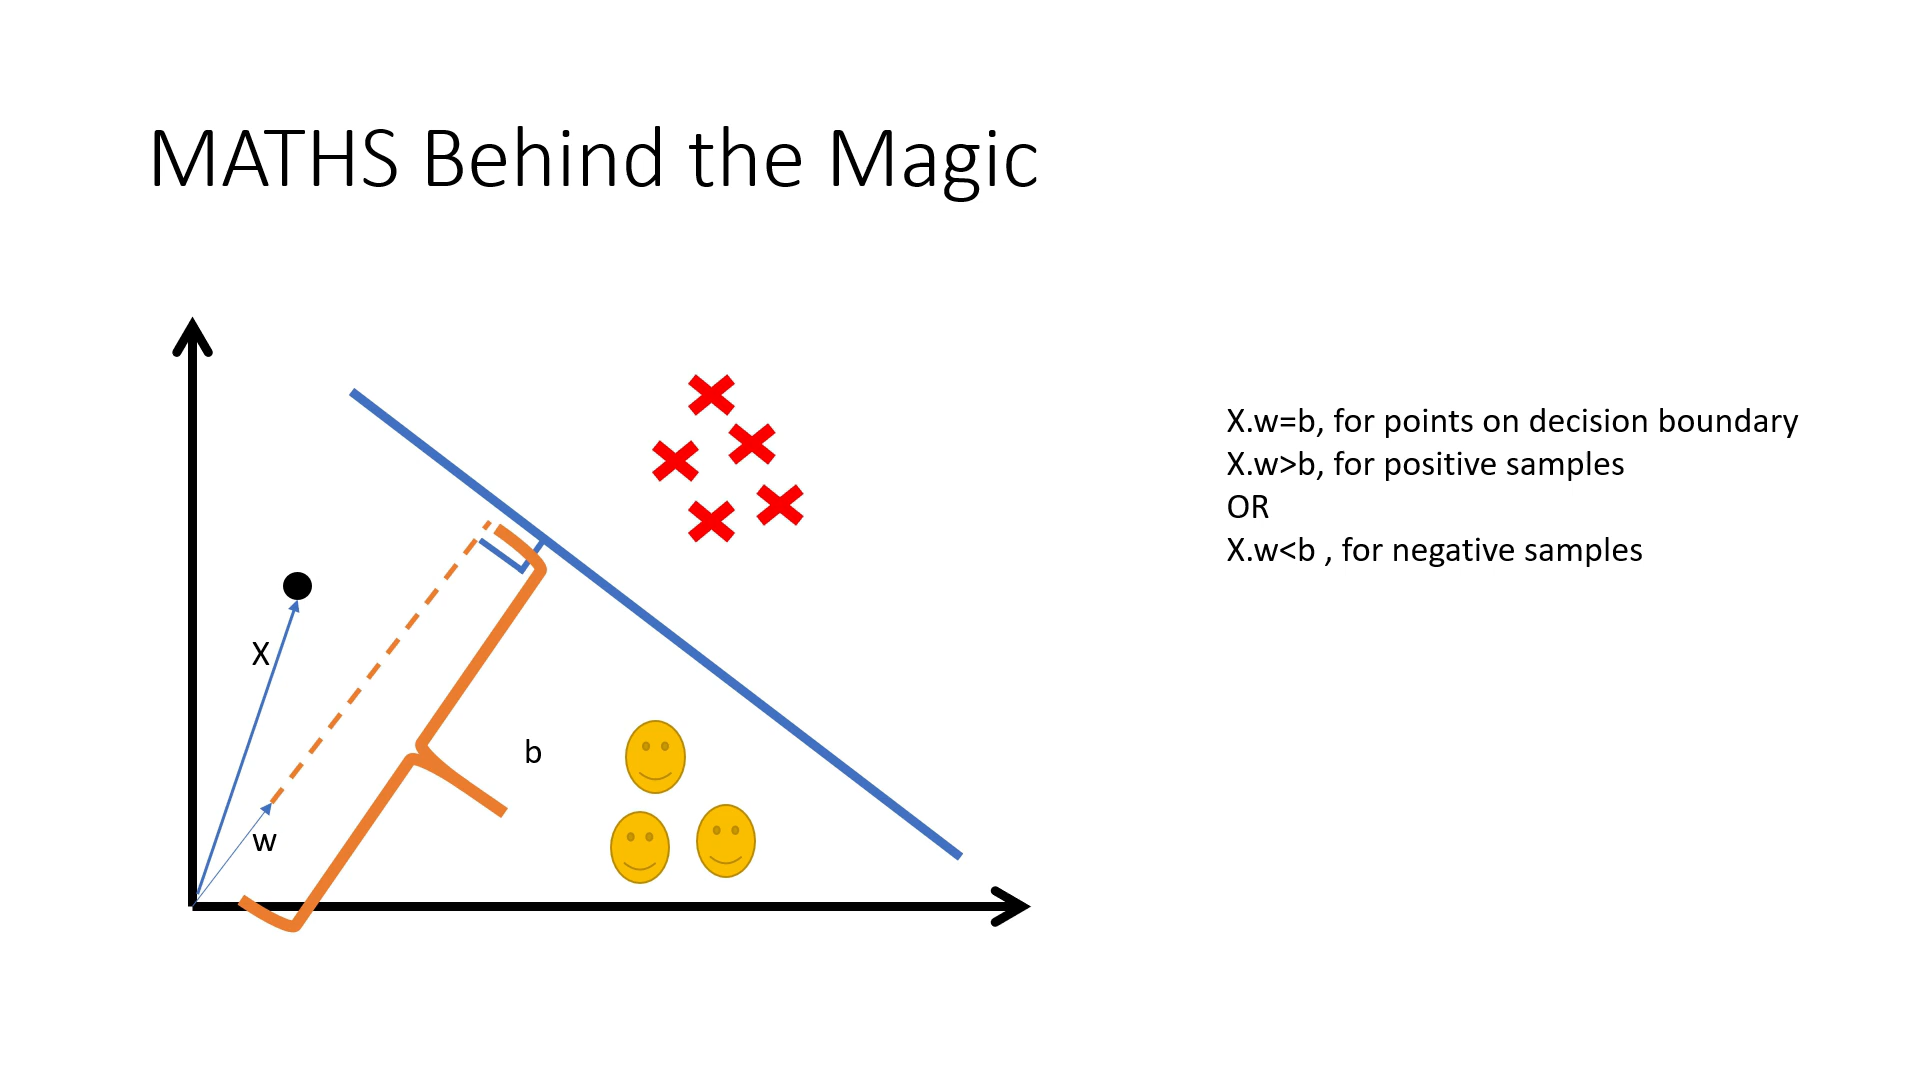 MATHS Behind the Magic
X.w=b, for points on decision boundary
X.w>b, for positive samples
OR
X.w<b , for negative samples
X
b
w